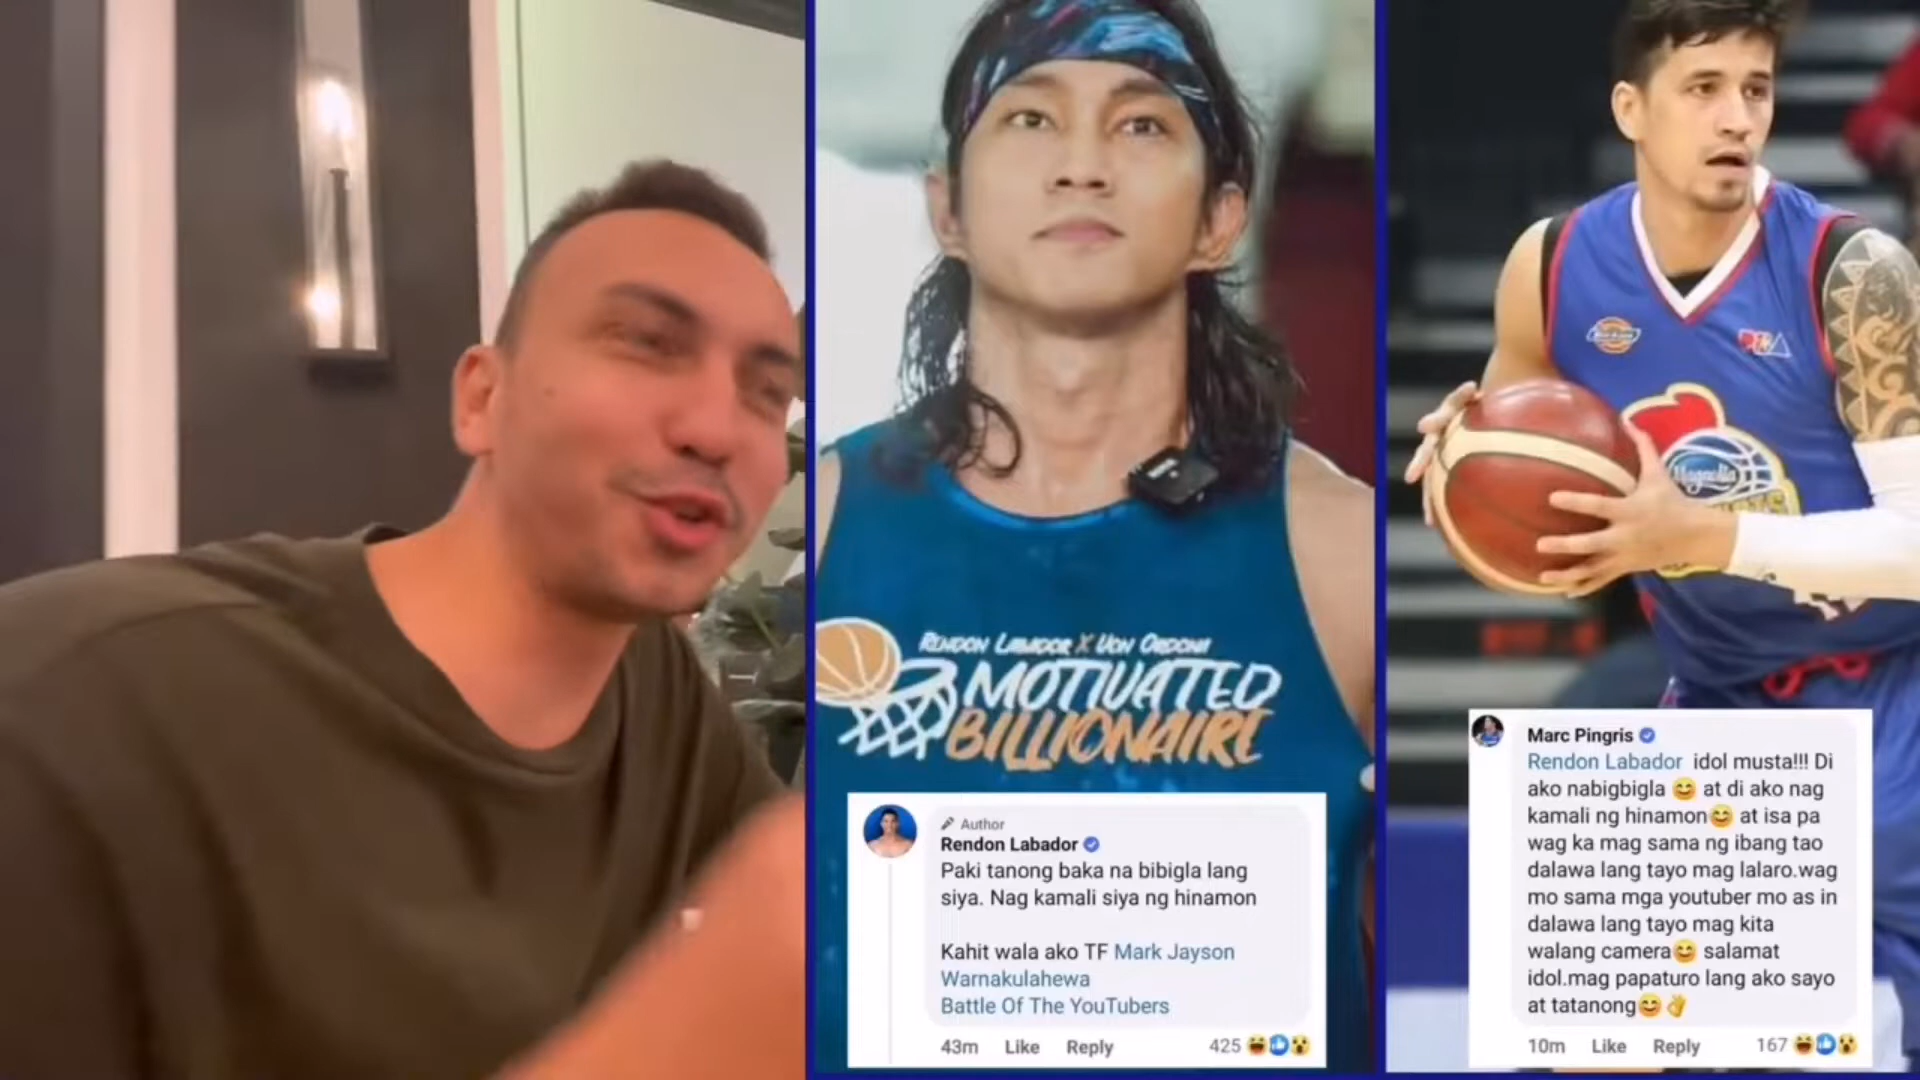 RENDON LABADOR X VON ORDONA
MOTIVATED
BILLIONAIRE
Magnolia
Author
Rendon Labador
Paki tanong baka na bibigla lang
siya. Nag kamali siya ng hinamon
Kahit wala ako TF Mark Jayson
Warnakulahewa
Battle Of The YouTubers
43m Like Reply 425
Marc Pingris
Rendon Labador idol musta!!! Di
ako nabigbigla 😊 at di ako nag
kamali ng hinamon😊 at isa pa
wag ka mag sama ng ibang tao
dalawa lang tayo mag lalaro.wag
mo sama mga youtuber mo as in
dalawa lang tayo mag kita
walang camera😊 salamat
idol.mag papaturo lang ako sayo
at tatanong😊👌
10m Like Reply 167